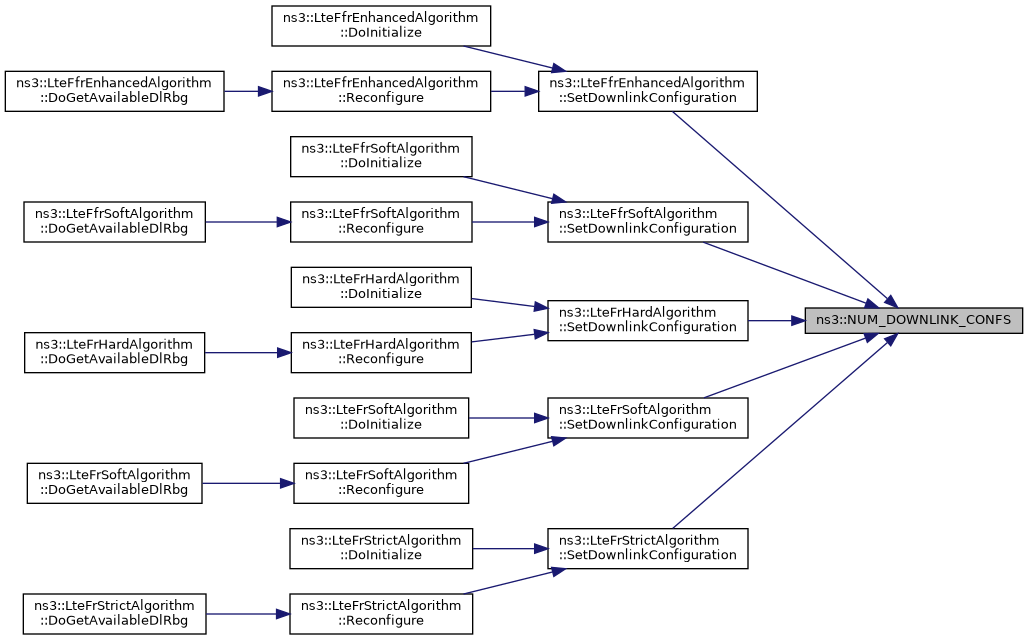 ns3::LteFfrEnhancedAlgorithm
::DoInitialize
ns3::LteFfrEnhancedAlgorithm
::DoGetAvailableDlRbg
ns3::LteFfrEnhancedAlgorithm
::Reconfigure
ns3::LteFfrEnhancedAlgorithm
::SetDownlinkConfiguration
ns3::LteFfrSoftAlgorithm
::DoInitialize
ns3::LteFfrSoftAlgorithm
::DoGetAvailableDlRbg
ns3::LteFfrSoftAlgorithm
::Reconfigure
ns3::LteFfrSoftAlgorithm
::SetDownlinkConfiguration
ns3::LteFrHardAlgorithm
::DoInitialize
ns3::LteFrHardAlgorithm
::SetDownlinkConfiguration
ns3::NUM_DOWNLINK_CONFS
ns3::LteFrHardAlgorithm
::DoGetAvailableDlRbg
ns3::LteFrHardAlgorithm
::Reconfigure
ns3::LteFrSoftAlgorithm
::DoInitialize
ns3::LteFrSoftAlgorithm
::SetDownlinkConfiguration
ns3::LteFrSoftAlgorithm
::DoGetAvailableDlRbg
ns3::LteFrSoftAlgorithm
::Reconfigure
ns3::LteFrStrictAlgorithm
::DoInitialize
ns3::LteFrStrictAlgorithm
::SetDownlinkConfiguration
ns3::LteFrStrictAlgorithm
::DoGetAvailableDlRbg
ns3::LteFrStrictAlgorithm
::Reconfigure